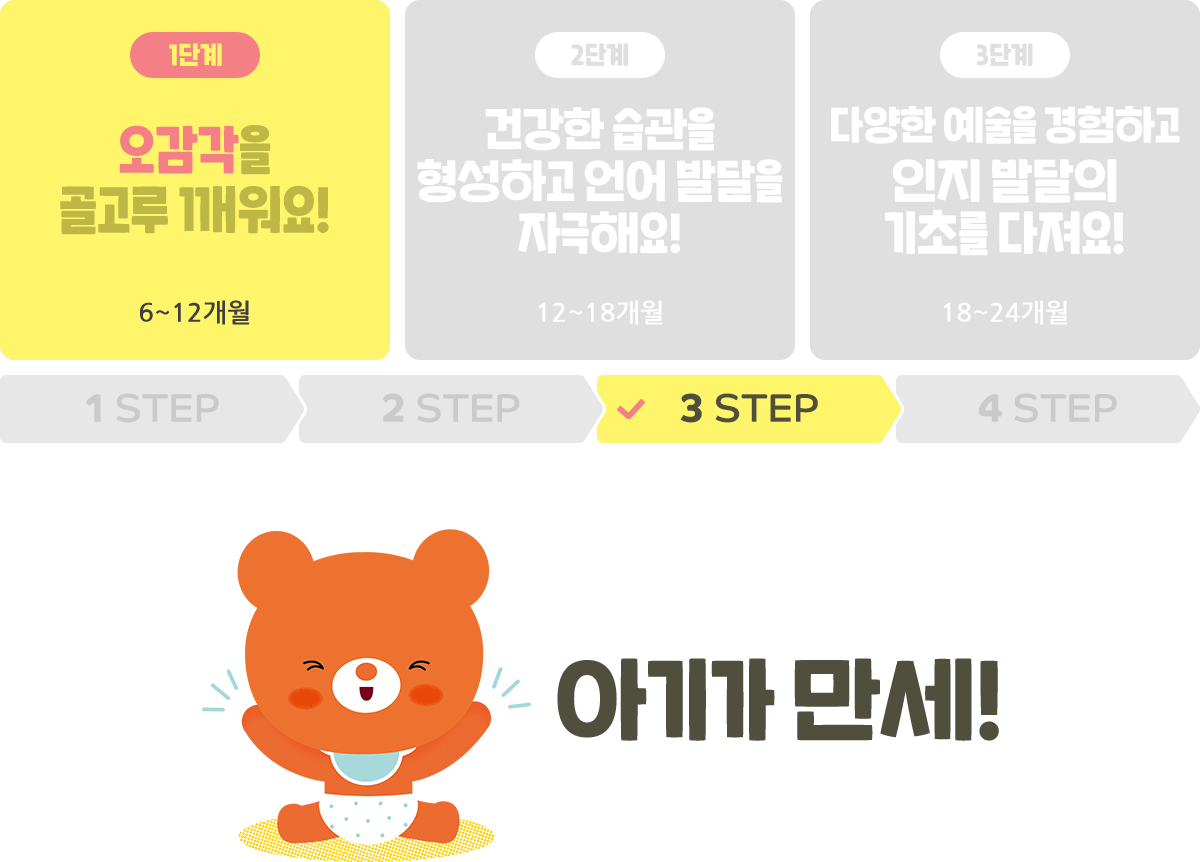 1단계
오감각을
골고루 깨워요!
6~12개월
2단계
건강한 습관을
형성하고 언어 발달을
자극해요!
12~18개월
3단계
다양한 예술을 경험하고
인지 발달의
기초를 다져요!
18~24개월
1 STEP
2 STEP
3 STEP
4 STEP
아기가 만세!